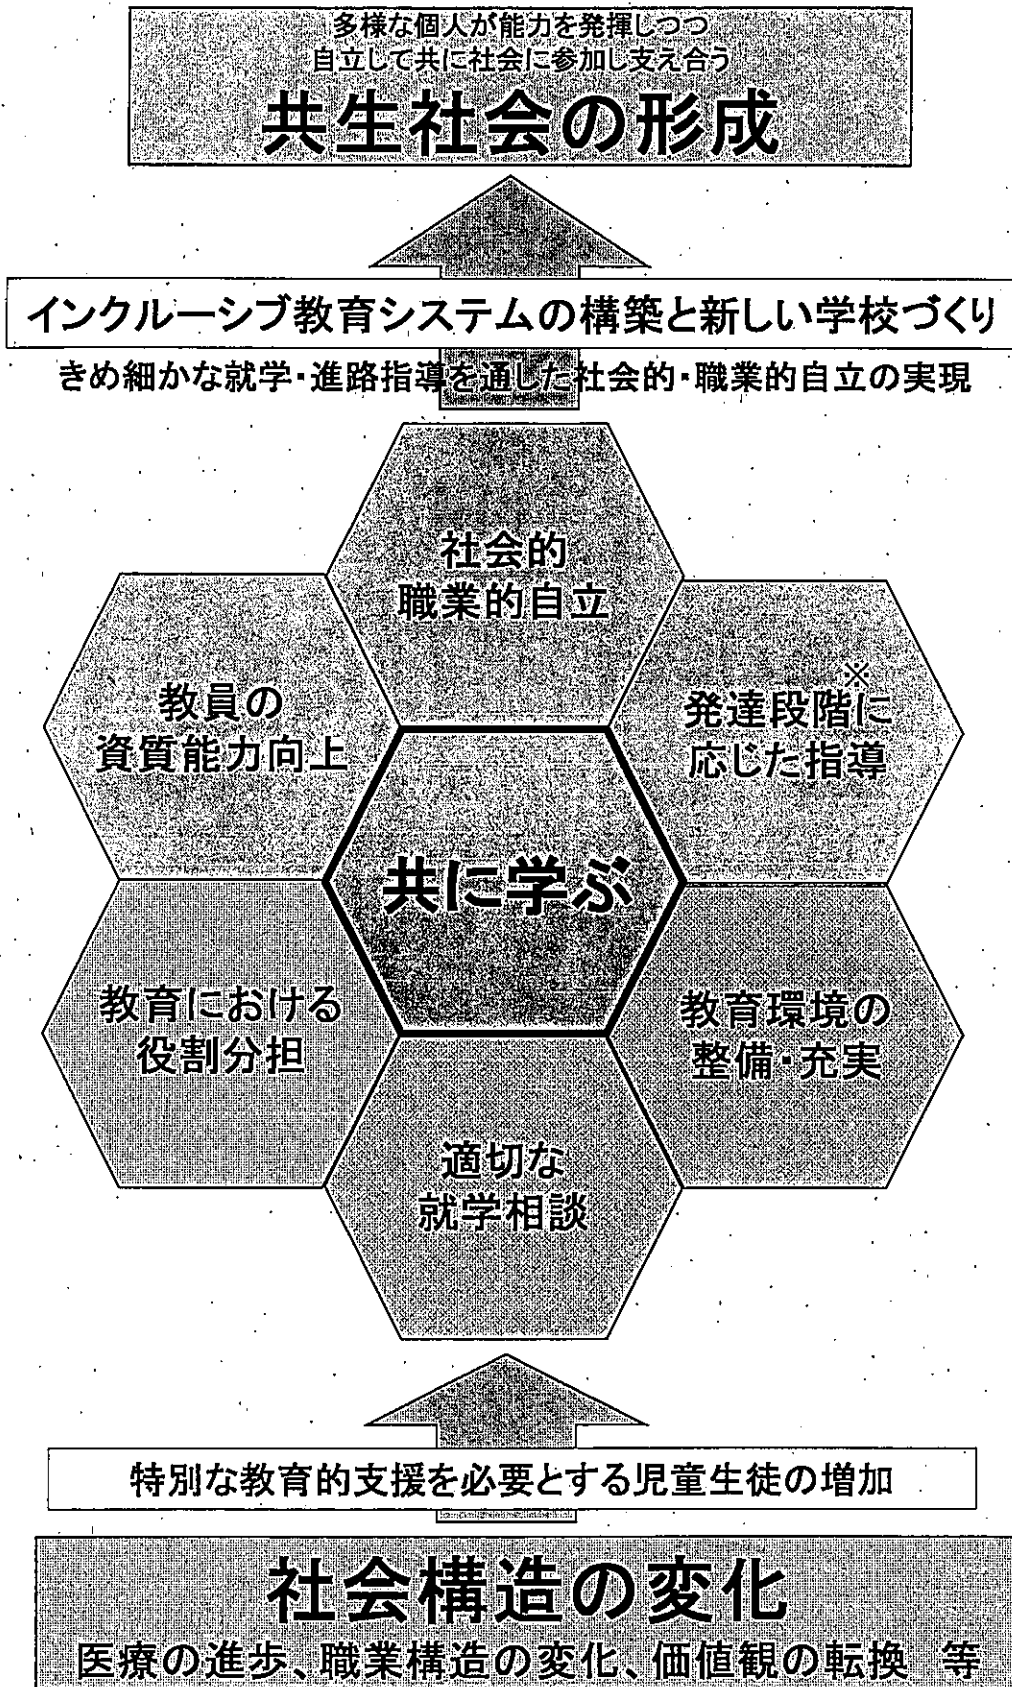 多様な個人が能力を発揮しつつ
自立して共に社会に参加し支え合う
共生社会の形成
インクルーシブ教育システムの構築と新しい学校づくり
きめ細かな就学・進路指導を通した社会的・職業的自立の実現
社会的
職業的自立
教員の
資質能力向上
※
発達段階に
応じた指導
共に学ぶ
教育における
役割分担
教育環境の
整備・充実
適切な
就学相談
特別な教育的支援を必要とする児童生徒の増加
社会構造の変化
医療の進歩、職業構造の変化、価値観の転換 等